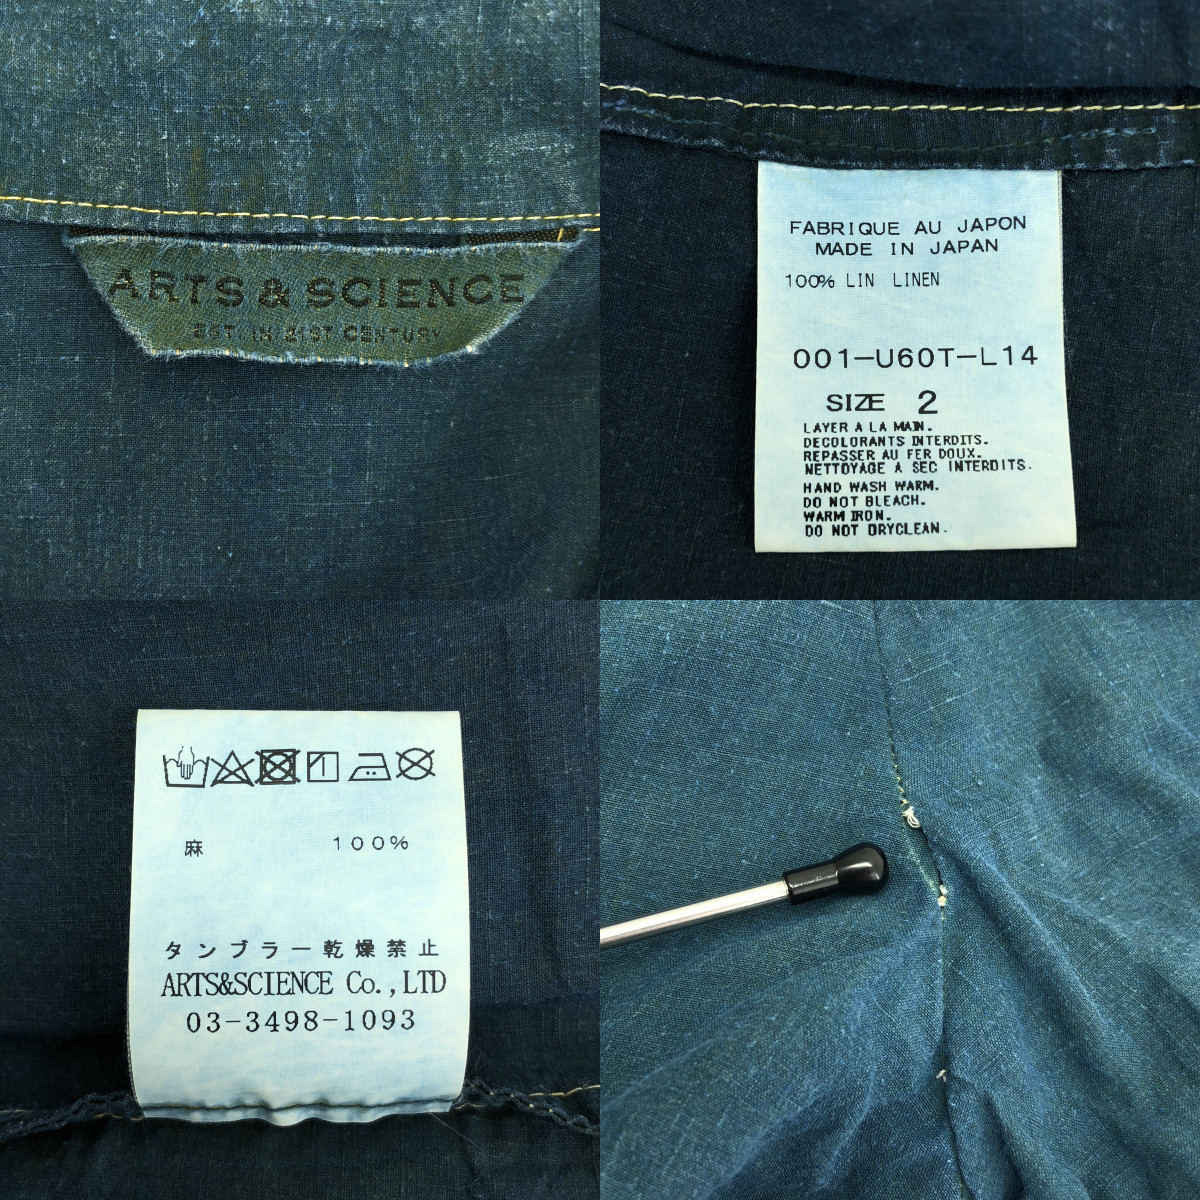 ARTS & SCIENCE
EST. IN 21ST CENTURY
FABRIQUE AU JAPON
MADE IN JAPAN
100% LIN LINEN
001-U60T-L14
SIZE 2
LAYER A LA MAIN.
DECOLORANTS INTERDITS.
REPASSER AU FER DOUX.
NETTOYAGE A SEC INTERDITS.
HAND WASH WARM.
DO NOT BLEACH.
WARM IRON.
DO NOT DRYCLEAN.
麻 100%
タンブラー乾燥禁止
ARTS&SCIENCE Co.,LTD
03-3498-1093